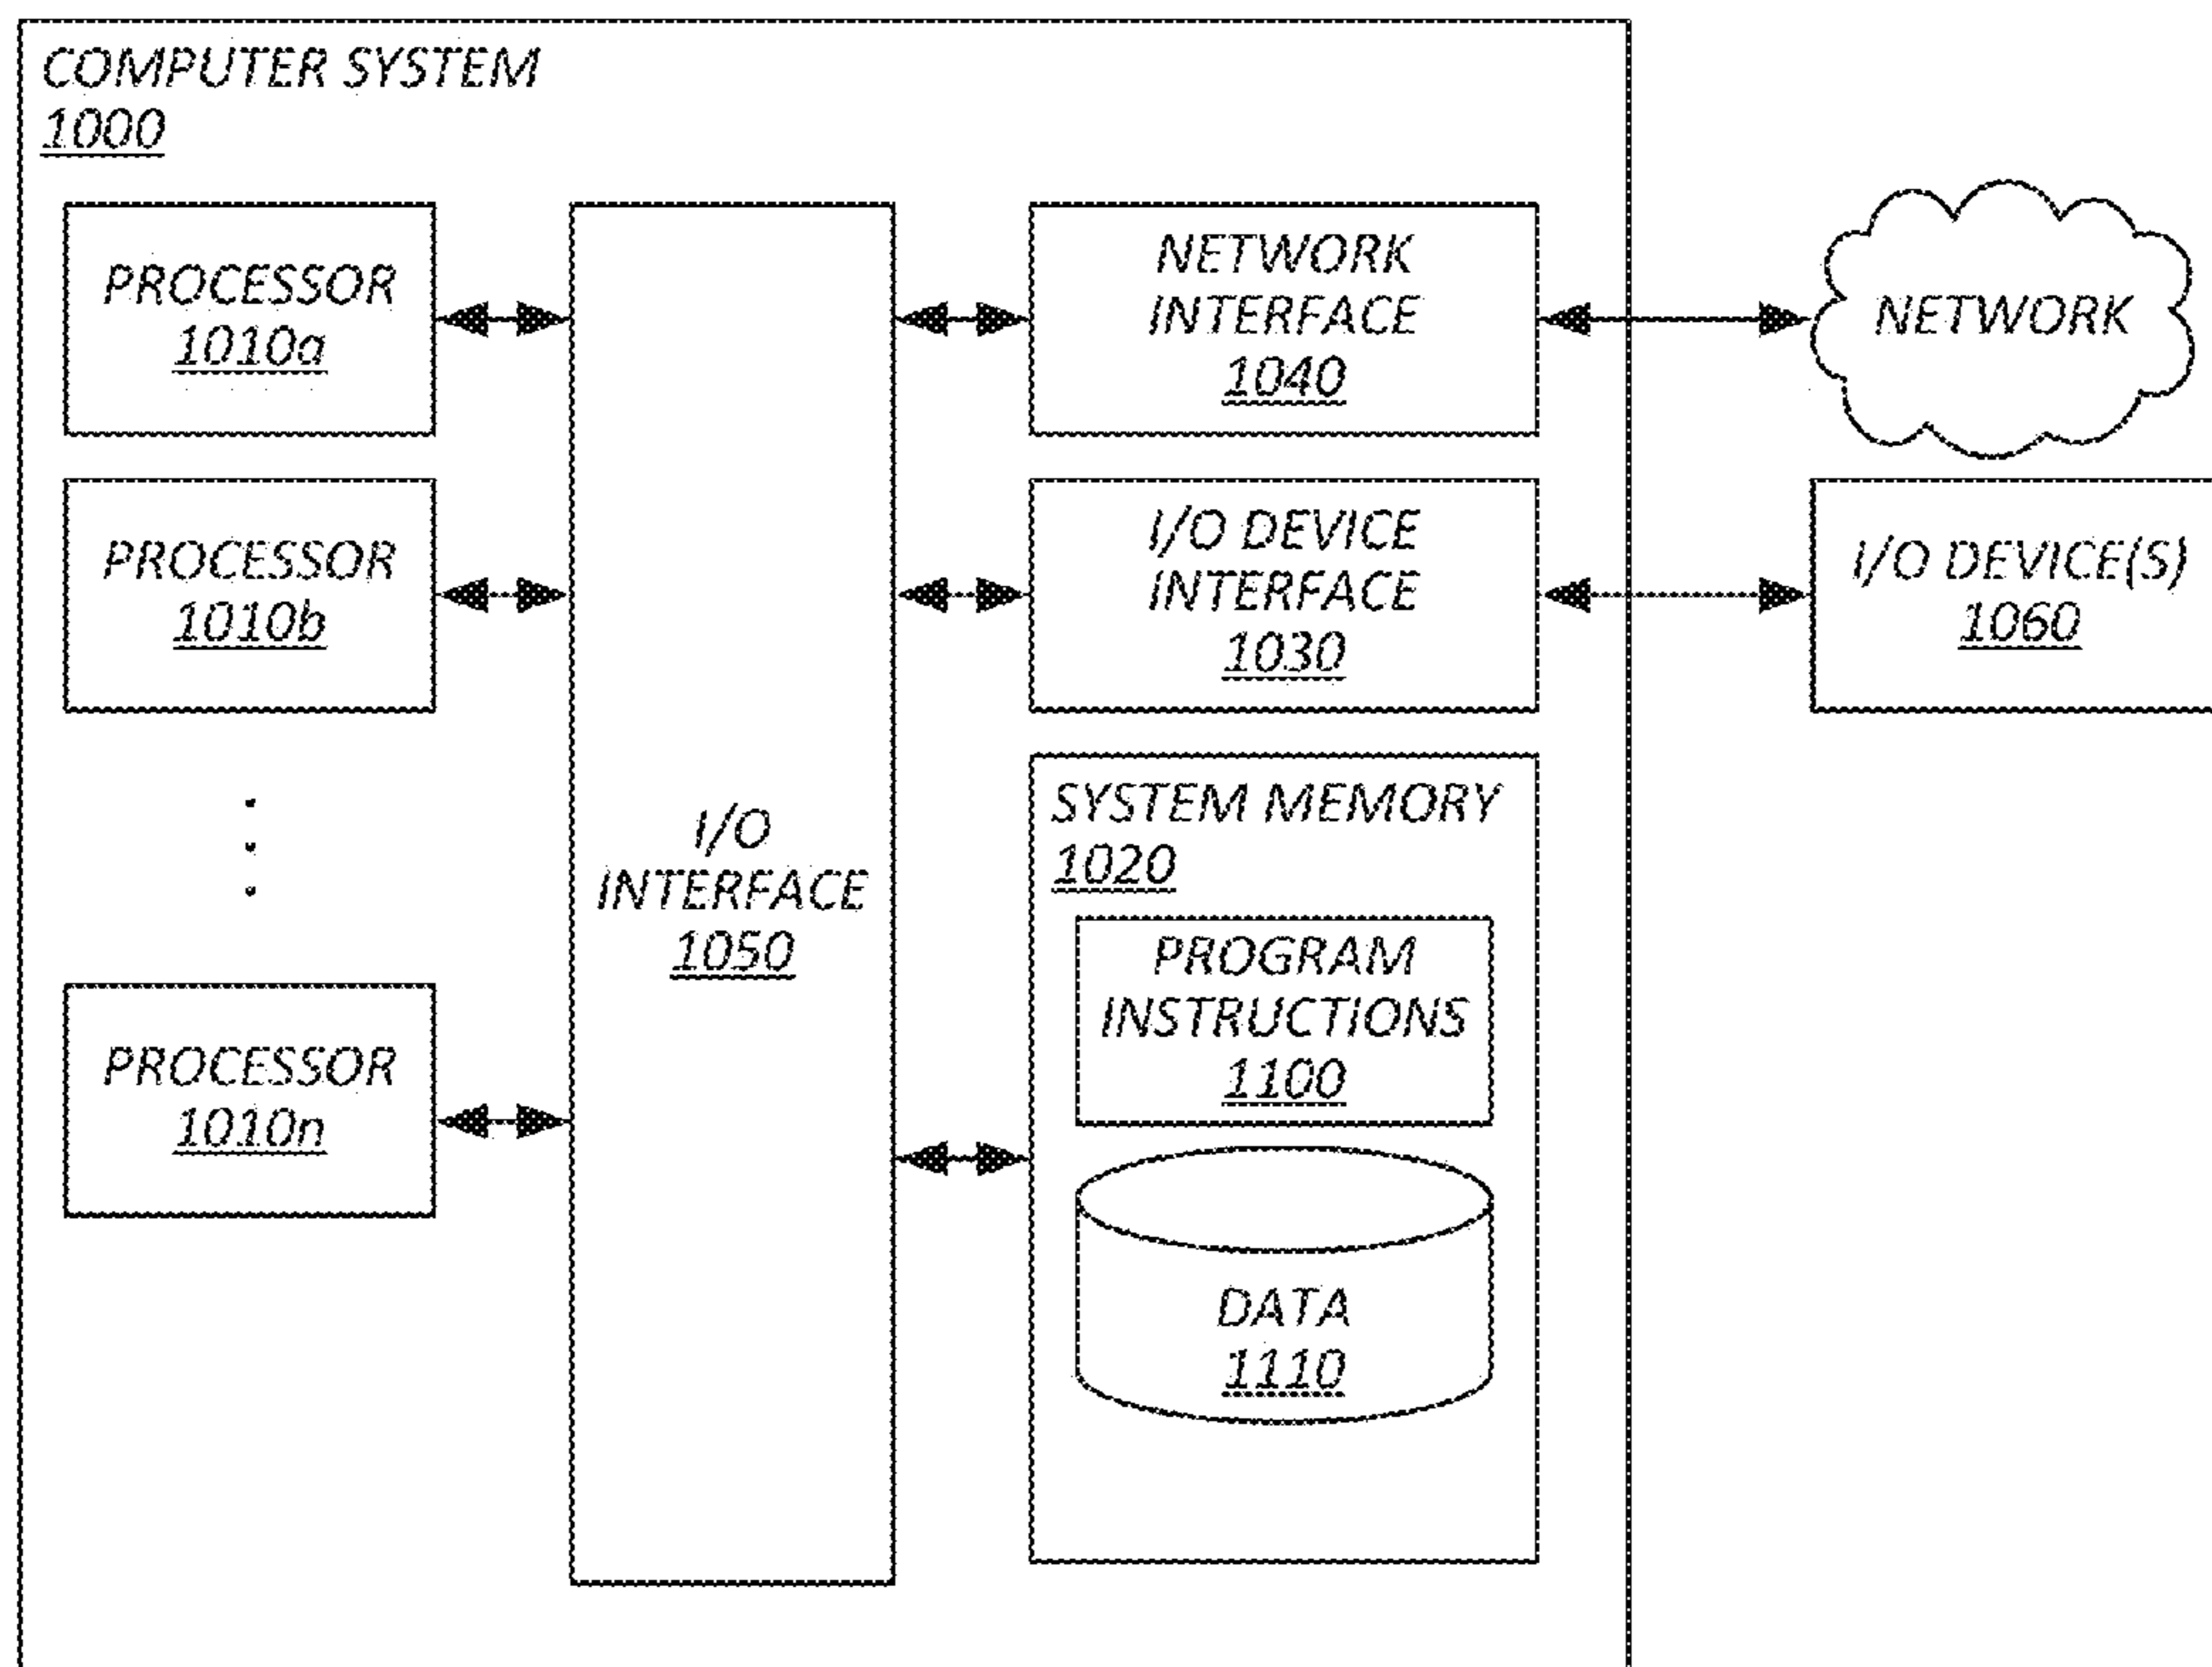 COMPUTER SYSTEM
1000
PROCESSOR
1010a
PROCESSOR
1010b
PROCESSOR
1010n
I/O
INTERFACE
1050
NETWORK
INTERFACE
1040
I/O DEVICE
INTERFACE
1030
SYSTEM MEMORY
1020
PROGRAM
INSTRUCTIONS
1100
DATA
1110
NETWORK
I/O DEVICE(S)
1060